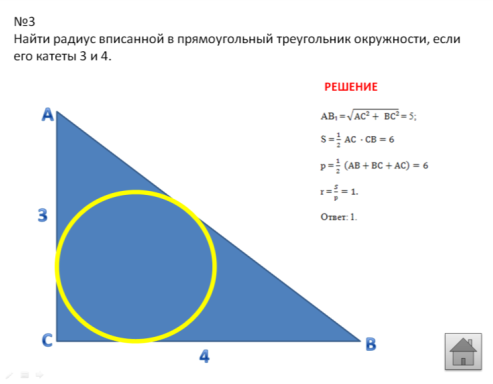 №3
Найти радиус вписанной в прямоугольный треугольник окружности, если
его катеты 3 и 4.
РЕШЕНИЕ
AB₁ = √AC² + BC² = 5;
S = 1/2 AC · CB = 6
p = 1/2 (AB + BC + AC) = 6
r = S/p = 1.
Ответ: 1.
A
3
C
4
B